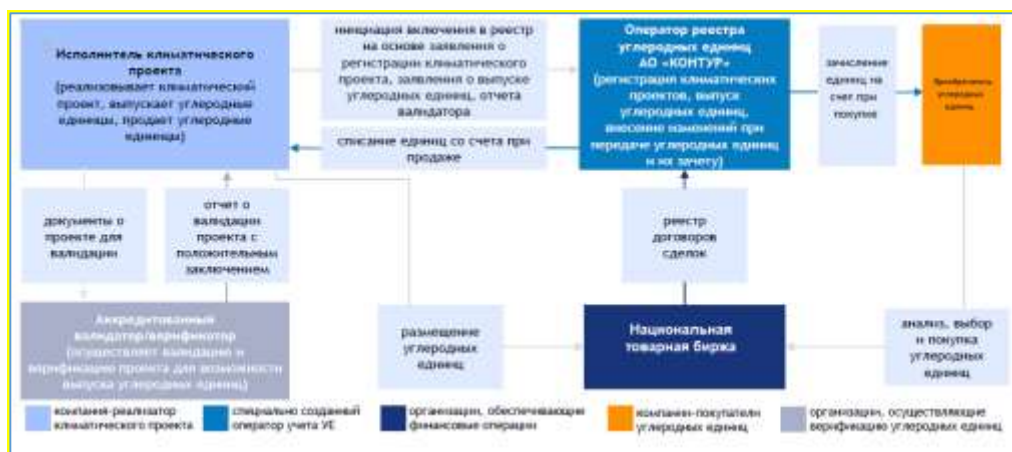 Исполнитель климатического
проекта
(реализовывает климатический
проект, выпускает углеродные
единицы, продает углеродные
единицы)
инициация включения в реестр
на основе заявления о
регистрации климатического
проекта, заявления о выпуске
углеродных единиц, отчета
валидатора
списание единиц со счета при
продаже
Оператор реестра
углеродных единиц
АО «КОНТУР»
(регистрация климатических
проектов, выпуск
углеродных единиц,
внесение изменений при
передаче углеродных единиц
и их зачету)
зачисление
единиц на
счет при
покупке
Приобретатель
углеродных
единиц
документы о
проекте для
валидации
отчет о
валидации
проекта с
положительным
заключением
реестр
договоров
сделок
Аккредитованный
валидатор/верификатор
(осуществляет валидацию и
верификацию проекта для возможности
выпуска углеродных единиц)
размещение
углеродных
единиц
Национальная
товарная биржа
анализ, выбор
и покупка
углеродных
единиц
компания-реализатор
климатического проекта
специально созданный
оператор учета УЕ
организации, обеспечивающие
финансовые операции
компании-покупатели
углеродных единиц
организации, осуществляющие
верификацию углеродных единиц